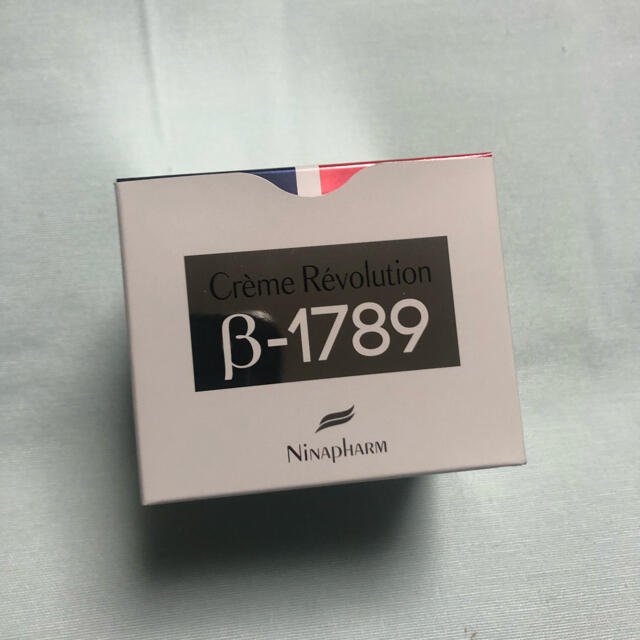 Crème Révolution
β-1789
NINAPHARM